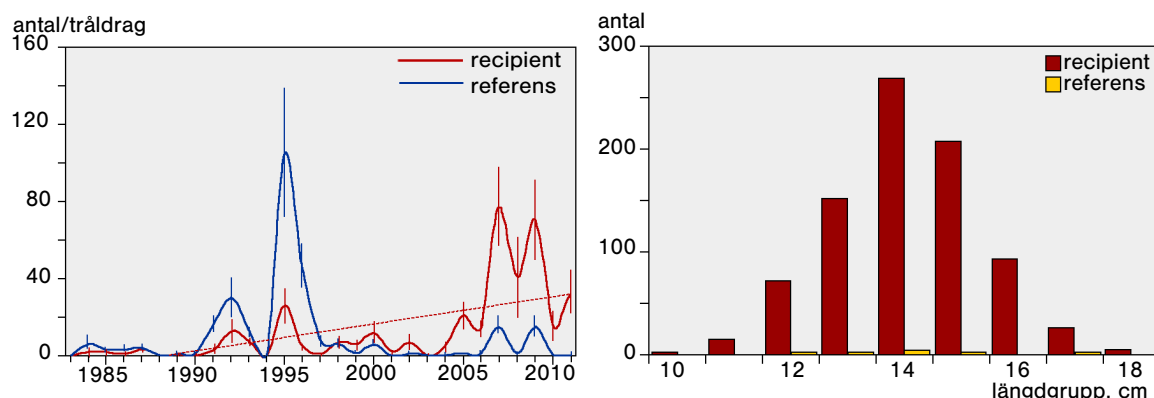 antal/tråldrag
160
120
80
40
0
1985 1990 1995 2000 2005 2010
recipient
referens
antal
300
200
100
0
10 12 14 16 18
längdgrupp, cm
recipient
referens